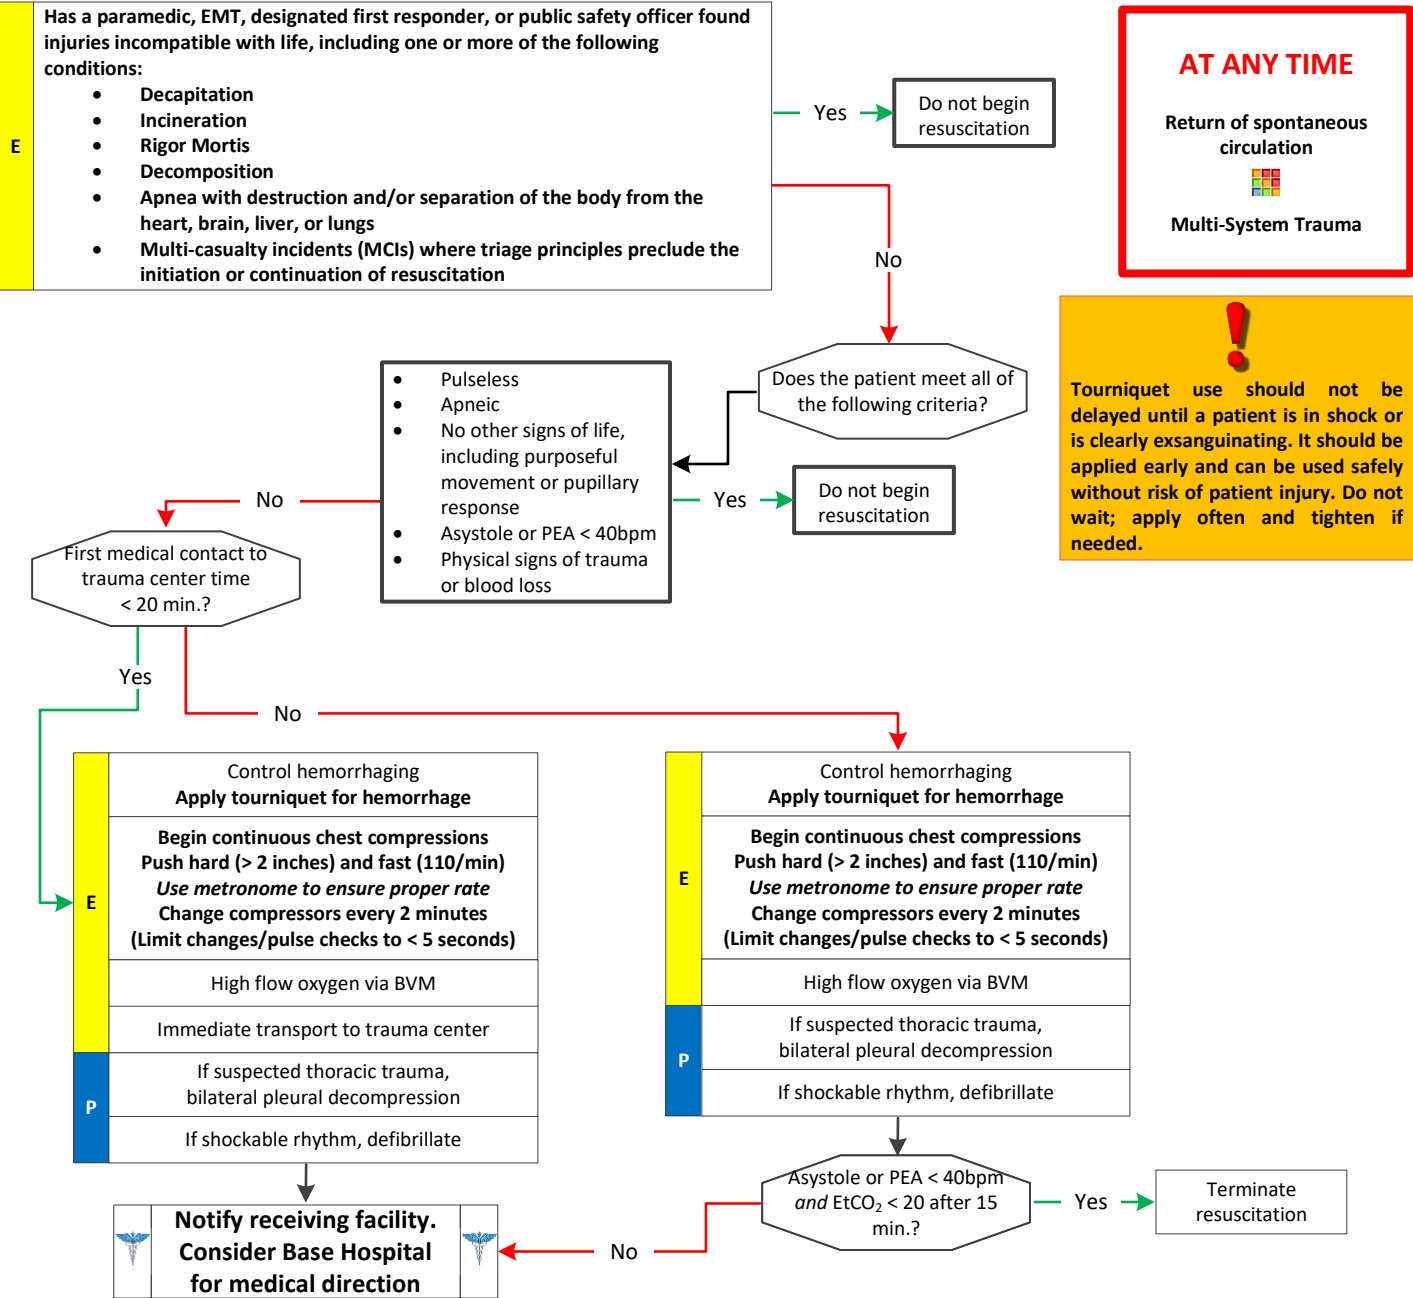 Has a paramedic, EMT, designated first responder, or public safety officer found
injuries incompatible with life, including one or more of the following
conditions:
• Decapitation
• Incineration
• Rigor Mortis
• Decomposition
• Apnea with destruction and/or separation of the body from the
heart, brain, liver, or lungs
• Multi-casualty incidents (MCIs) where triage principles preclude the
initiation or continuation of resuscitation
E
Yes
Do not begin
resuscitation
No
AT ANY TIME
Return of spontaneous
circulation
Multi-System Trauma
Tourniquet use should not be
delayed until a patient is in shock or
is clearly exsanguinating. It should be
applied early and can be used safely
without risk of patient injury. Do not
wait; apply often and tighten if
needed.
Does the patient meet all of
the following criteria?
• Pulseless
• Apneic
• No other signs of life,
including purposeful
movement or pupillary
response
• Asystole or PEA < 40bpm
• Physical signs of trauma
or blood loss
Yes
Do not begin
resuscitation
No
First medical contact to
trauma center time
< 20 min.?
Yes
No
E
Control hemorrhaging
Apply tourniquet for hemorrhage
Begin continuous chest compressions
Push hard (> 2 inches) and fast (110/min)
Use metronome to ensure proper rate
Change compressors every 2 minutes
(Limit changes/pulse checks to < 5 seconds)
High flow oxygen via BVM
Immediate transport to trauma center
P
If suspected thoracic trauma,
bilateral pleural decompression
If shockable rhythm, defibrillate
E
Control hemorrhaging
Apply tourniquet for hemorrhage
Begin continuous chest compressions
Push hard (> 2 inches) and fast (110/min)
Use metronome to ensure proper rate
Change compressors every 2 minutes
(Limit changes/pulse checks to < 5 seconds)
High flow oxygen via BVM
P
If suspected thoracic trauma,
bilateral pleural decompression
If shockable rhythm, defibrillate
Asystole or PEA < 40bpm
and EtCO₂ < 20 after 15
min.?
Yes
Terminate
resuscitation
No
Notify receiving facility.
Consider Base Hospital
for medical direction